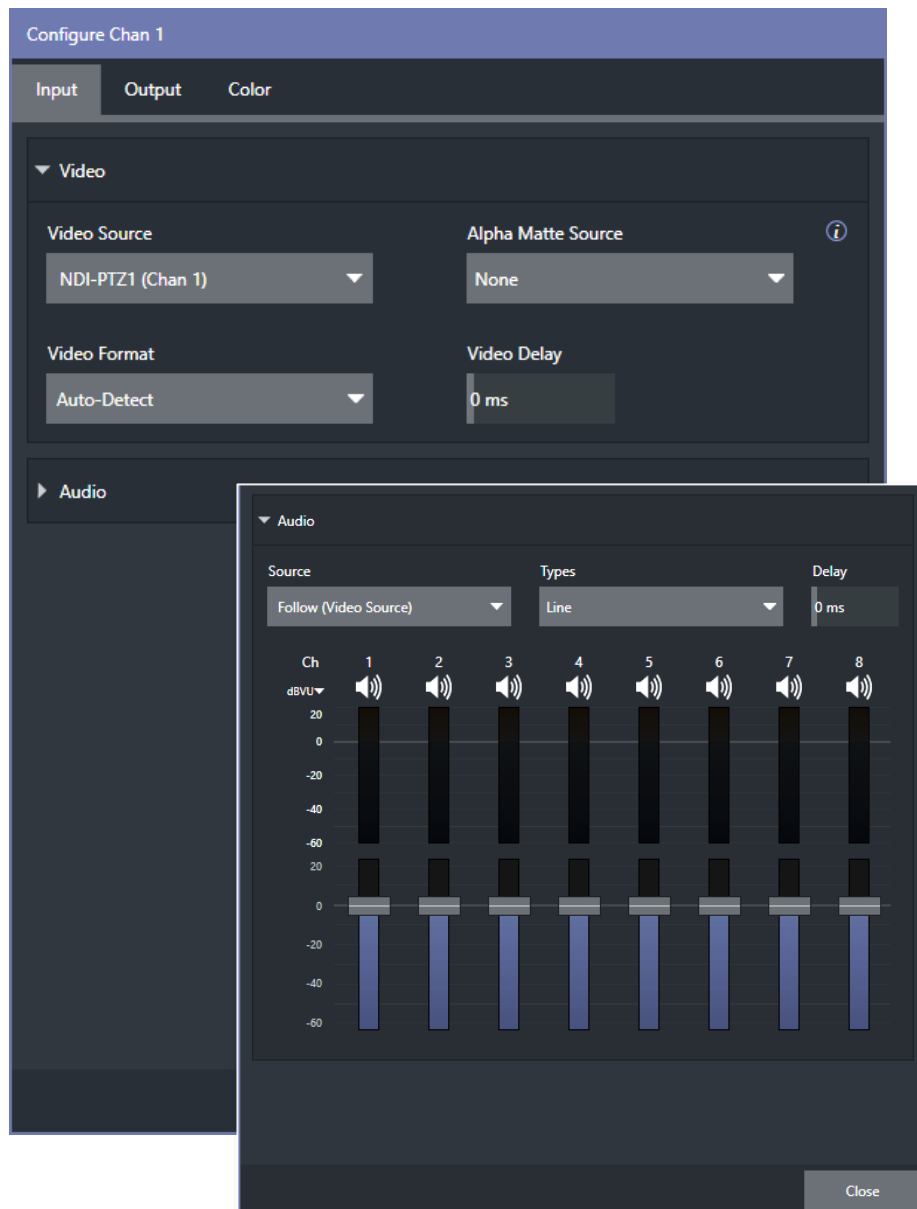 Configure Chan 1
Input Output Color
Video
Video Source Alpha Matte Source i
NDI-PTZ1 (Chan 1) None
Video Format Video Delay
Auto-Detect 0 ms
Audio
Audio
Source Types Delay
Follow (Video Source) Line 0 ms
Ch 1 2 3 4 5 6 7 8
dBVU
20
0
-20
-40
-60
20
0
-20
-40
-60
Close